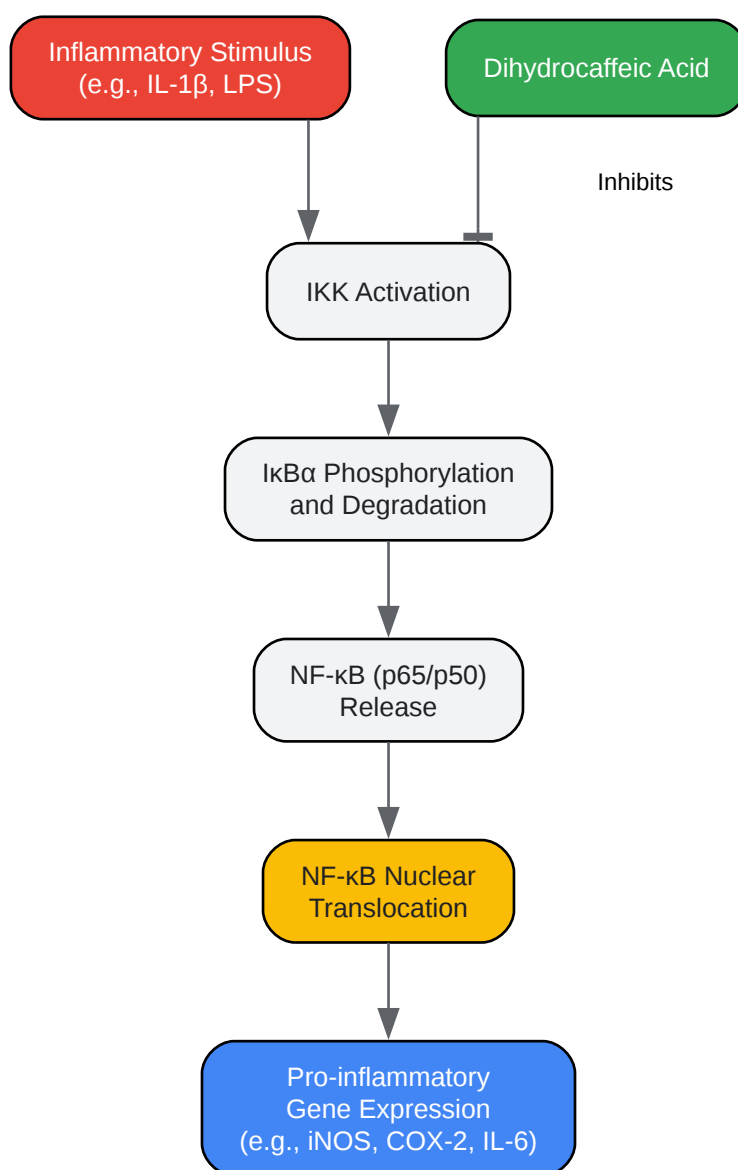 Inflammatory Stimulus
(e.g., IL-1β, LPS)
Dihydrocaffeic Acid
Inhibits
IKK Activation
IκBα Phosphorylation
and Degradation
NF-κB (p65/p50)
Release
NF-κB Nuclear
Translocation
Pro-inflammatory
Gene Expression
(e.g., iNOS, COX-2, IL-6)